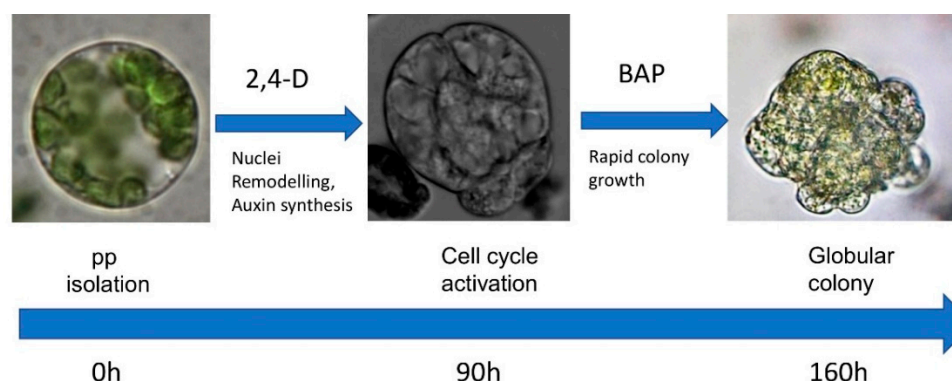 2,4-D
Nuclei
Remodelling,
Auxin synthesis
BAP
Rapid colony
growth
pp
isolation
Cell cycle
activation
Globular
colony
0h
90h
160h